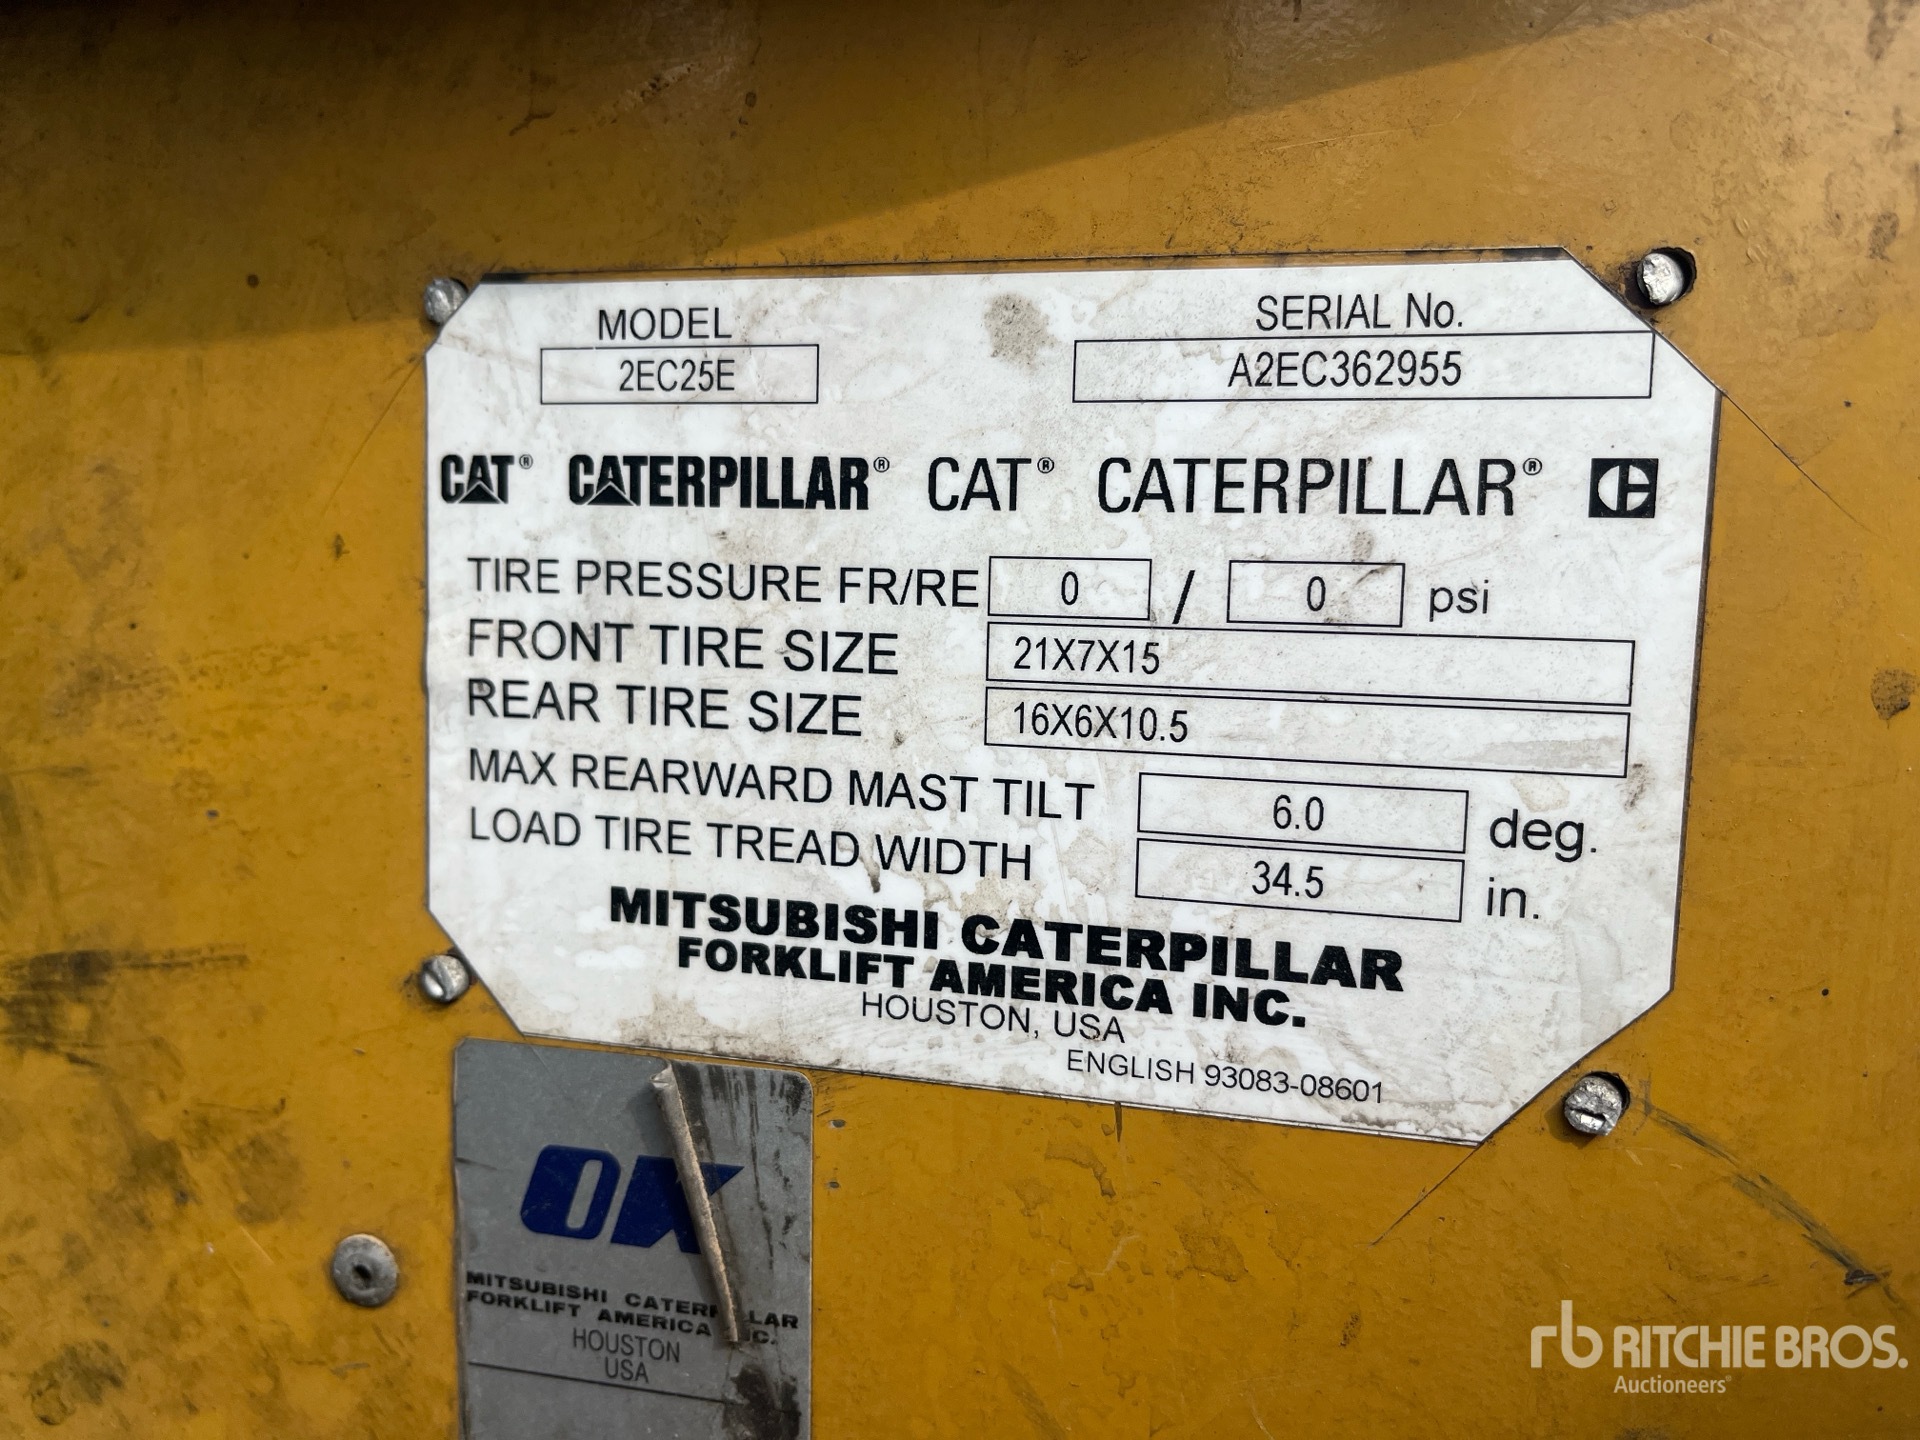 MODEL
2EC25E
SERIAL No.
A2EC362955
CAT® CATERPILLAR® CAT® CATERPILLAR®
TIRE PRESSURE FR/RE 0 / 0 psi
FRONT TIRE SIZE 21X7X15
REAR TIRE SIZE 16X6X10.5
MAX REARWARD MAST TILT 6.0 deg.
LOAD TIRE TREAD WIDTH 34.5 in.
MITSUBISHI CATERPILLAR
FORKLIFT AMERICA INC.
HOUSTON, USA
ENGLISH 93083-08601
MITSUBISHI
FORKLIFT AMERICA
HOUSTON
USA
rb RITCHIE BROS.
Auctioneers